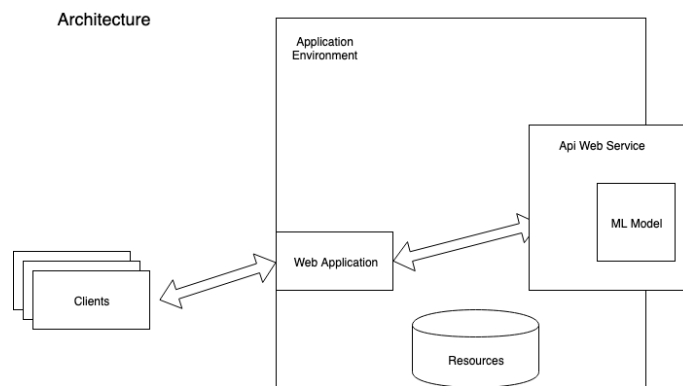 Architecture
Application
Environment
Api Web Service
ML Model
Web Application
Clients
Resources